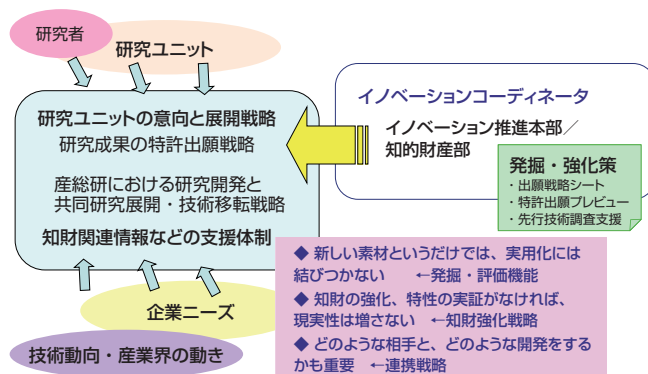 研究者
研究ユニット
研究ユニットの意向と展開戦略
研究成果の特許出願戦略
産総研における研究開発と
共同研究展開・技術移転戦略
知財関連情報などの支援体制
イノベーションコーディネータ
イノベーション推進本部／
知的財産部
発掘・強化策
・出願戦略シート
・特許出願プレビュー
・先行技術調査支援
◆ 新しい素材というだけでは、実用化には
結びつかない ←発掘・評価機能
◆ 知財の強化、特性の実証がなければ、
現実性は増さない ←知財強化戦略
◆ どのような相手と、どのような開発をする
かも重要 ←連携戦略
企業ニーズ
技術動向・産業界の動き